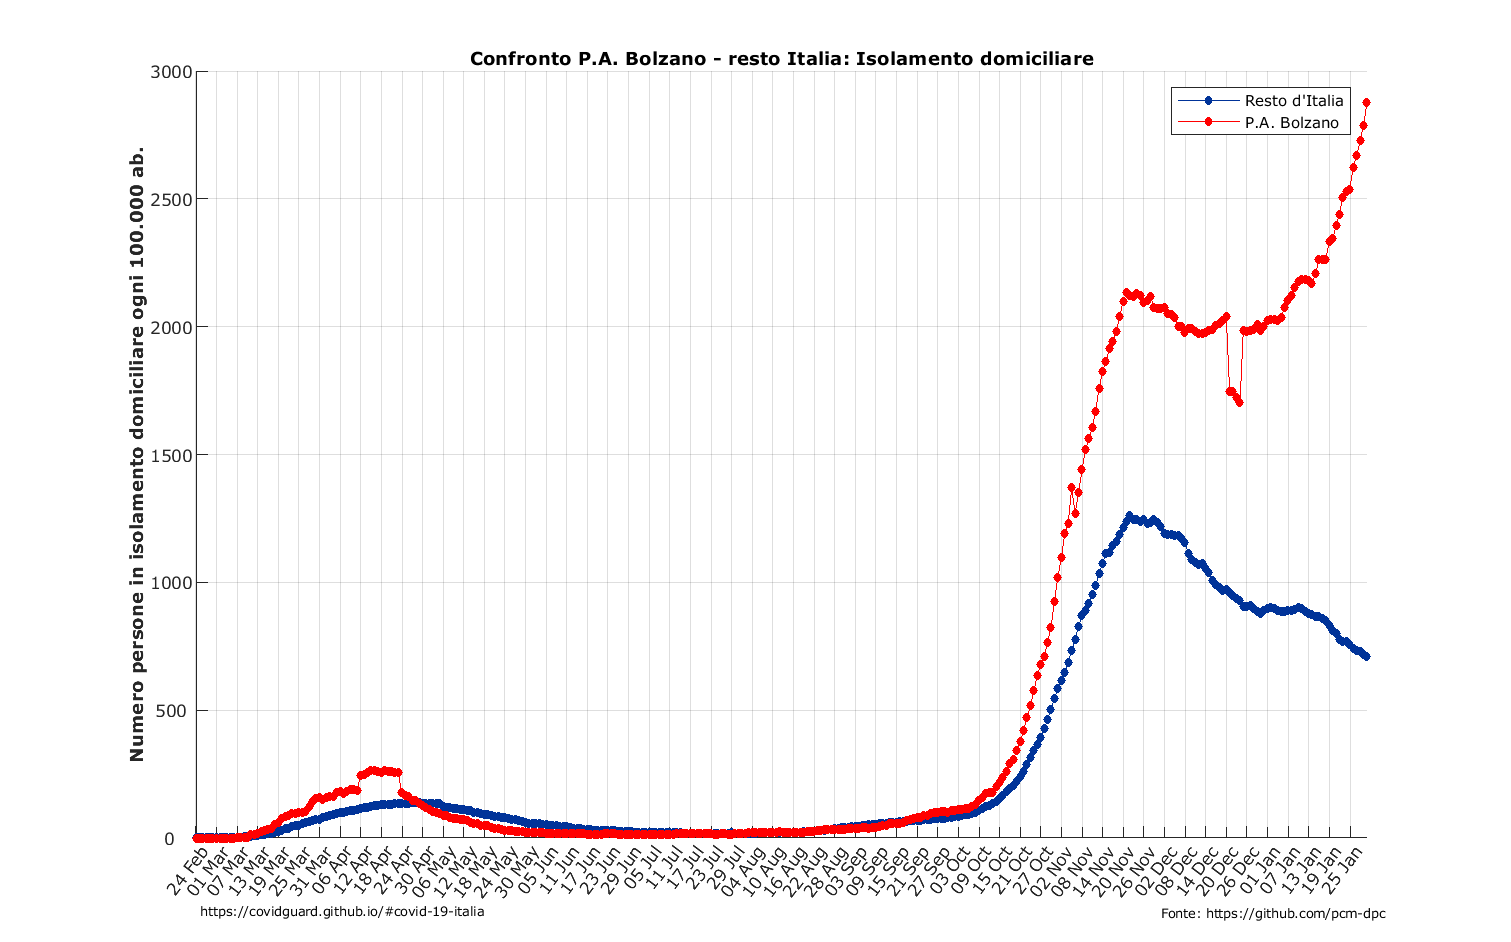 Confronto P.A. Bolzano - resto Italia: Isolamento domiciliare
Resto d'Italia
P.A. Bolzano
Numero persone in isolamento domiciliare ogni 100.000 ab.
3000
2500
2000
1500
1000
500
0
24 Feb
01 Mar
07 Mar
13 Mar
19 Mar
25 Mar
31 Mar
06 Apr
12 Apr
18 Apr
24 Apr
30 Apr
06 May
12 May
18 May
24 May
30 May
05 Jun
11 Jun
17 Jun
23 Jun
29 Jun
05 Jul
11 Jul
17 Jul
23 Jul
29 Jul
04 Aug
10 Aug
16 Aug
22 Aug
28 Aug
03 Sep
09 Sep
15 Sep
21 Sep
27 Sep
03 Oct
09 Oct
15 Oct
21 Oct
27 Oct
02 Nov
08 Nov
14 Nov
20 Nov
26 Nov
02 Dec
08 Dec
14 Dec
20 Dec
26 Dec
01 Jan
07 Jan
13 Jan
19 Jan
25 Jan
https://covidguard.github.io/#covid-19-italia
Fonte: https://github.com/pcm-dpc